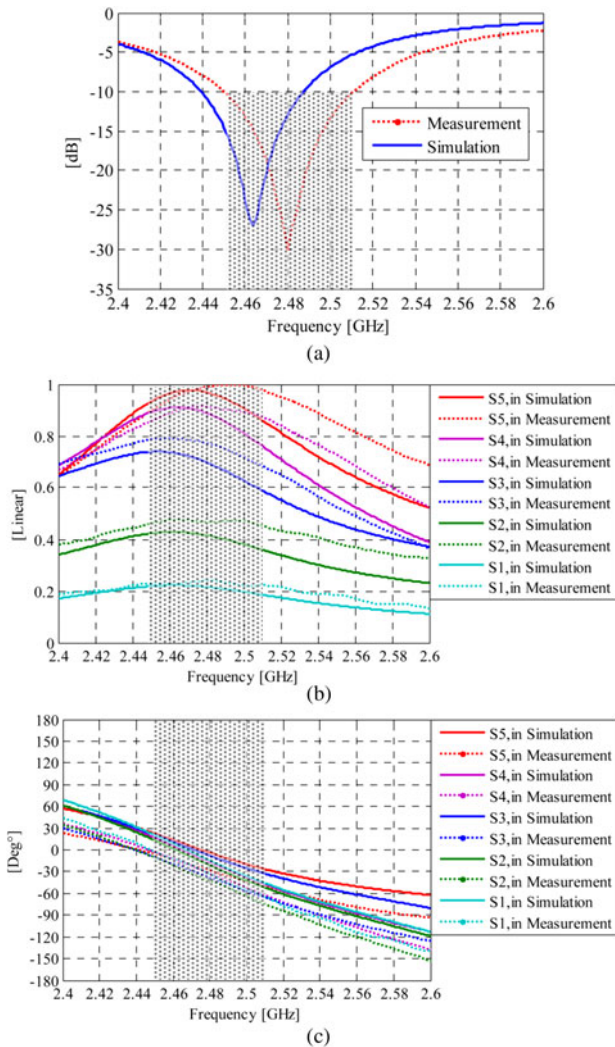 0
-5
-10
-15
-20
-25
-30
-35
[dB]
Measurement
Simulation
2.4 2.42 2.44 2.46 2.48 2.5 2.52 2.54 2.56 2.58 2.6
Frequency [GHz]
(a)
1
0.8
0.6
0.4
0.2
0
[Linear]
S5,in Simulation
S5,in Measurement
S4,in Simulation
S4,in Measurement
S3,in Simulation
S3,in Measurement
S2,in Simulation
S2,in Measurement
S1,in Simulation
S1,in Measurement
2.4 2.42 2.44 2.46 2.48 2.5 2.52 2.54 2.56 2.58 2.6
Frequency [GHz]
(b)
180
150
120
90
60
30
0
-30
-60
-90
-120
-150
-180
[Deg°]
S5,in Simulation
S5,in Measurement
S4,in Simulation
S4,in Measurement
S3,in Simulation
S3,in Measurement
S2,in Simulation
S2,in Measurement
S1,in Simulation
S1,in Measurement
2.4 2.42 2.44 2.46 2.48 2.5 2.52 2.54 2.56 2.58 2.6
Frequency [GHz]
(c)